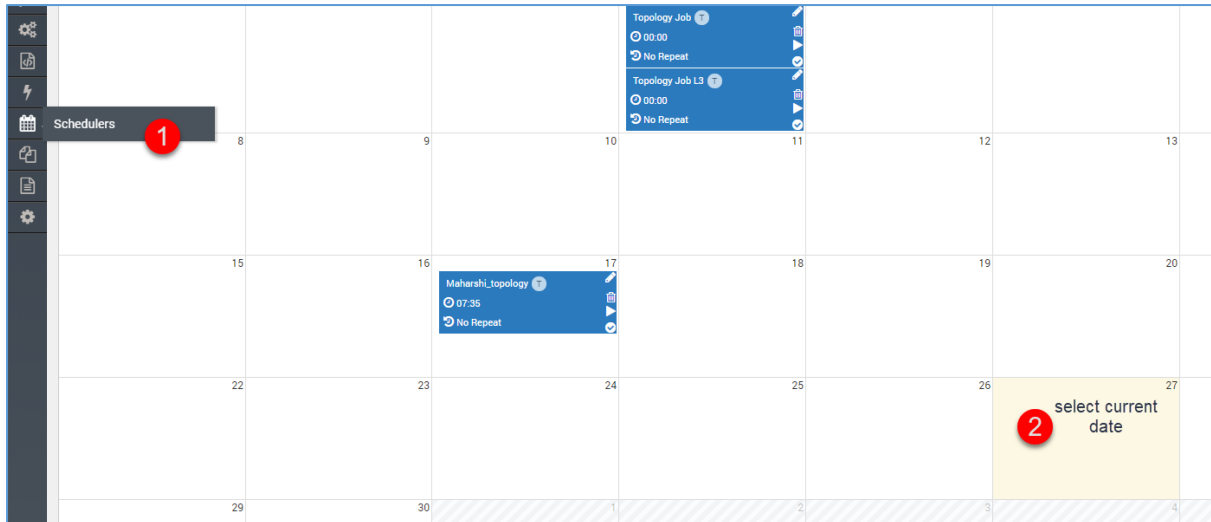 Topology Job T
00:00
No Repeat
Topology Job L3 T
00:00
No Repeat
Schedulers 1
8 9 10 11 12 13
15 16 17 18 19 20
Maharshi_topology T
07:35
No Repeat
22 23 24 25 26 27
2 select current
date
29 30 1 2 3 4